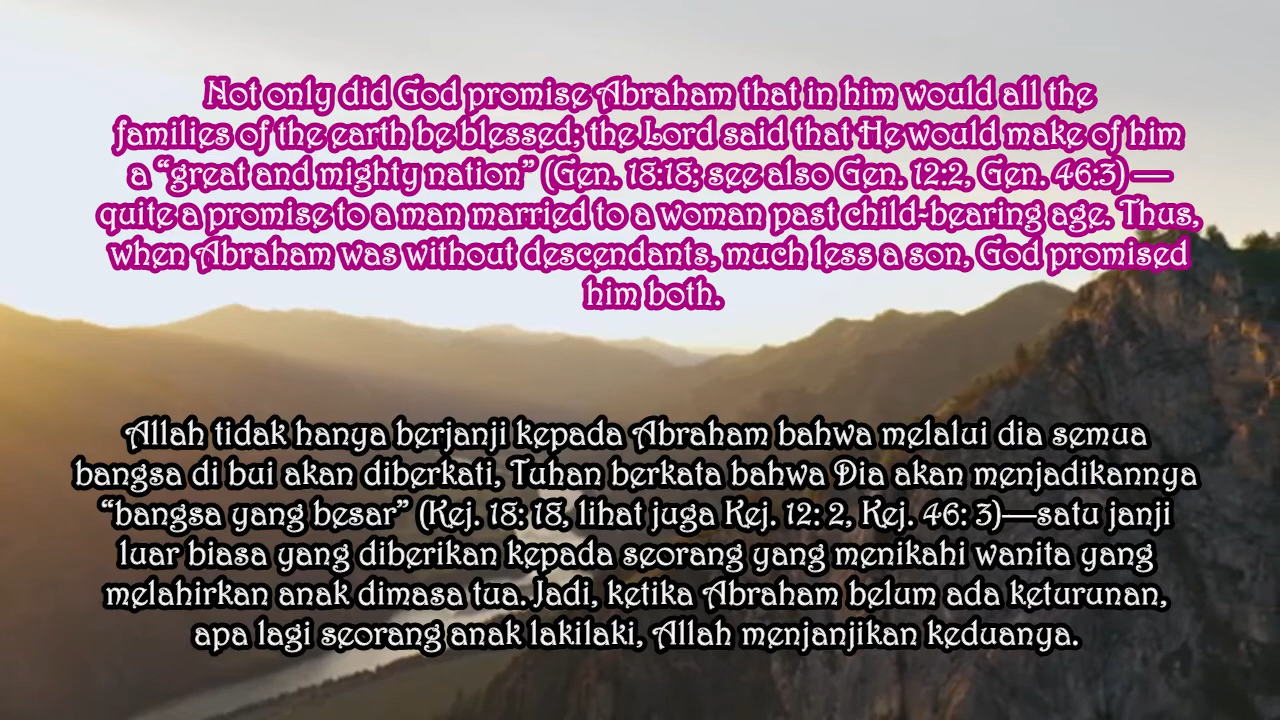 Not only did God promise Abraham that in him would all the
families of the earth be blessed; the Lord said that He would make of him
a “great and mighty nation” (Gen. 18:18; see also Gen. 12:2, Gen. 46:3) —
quite a promise to a man married to a woman past child-bearing age. Thus,
when Abraham was without descendants, much less a son, God promised
him both.
Allah tidak hanya berjanji kepada Abraham bahwa melalui dia semua
bangsa di bui akan diberkati, Tuhan berkata bahwa Dia akan menjadikannya
“bangsa yang besar” (Kej. 18: 18, lihat juga Kej. 12: 2, Kej. 46: 3)—satu janji
luar biasa yang diberikan kepada seorang yang menikahi wanita yang
melahirkan anak dimasa tua. Jadi, ketika Abraham belum ada keturunan,
apa lagi seorang anak lakilaki, Allah menjanjikan keduanya.